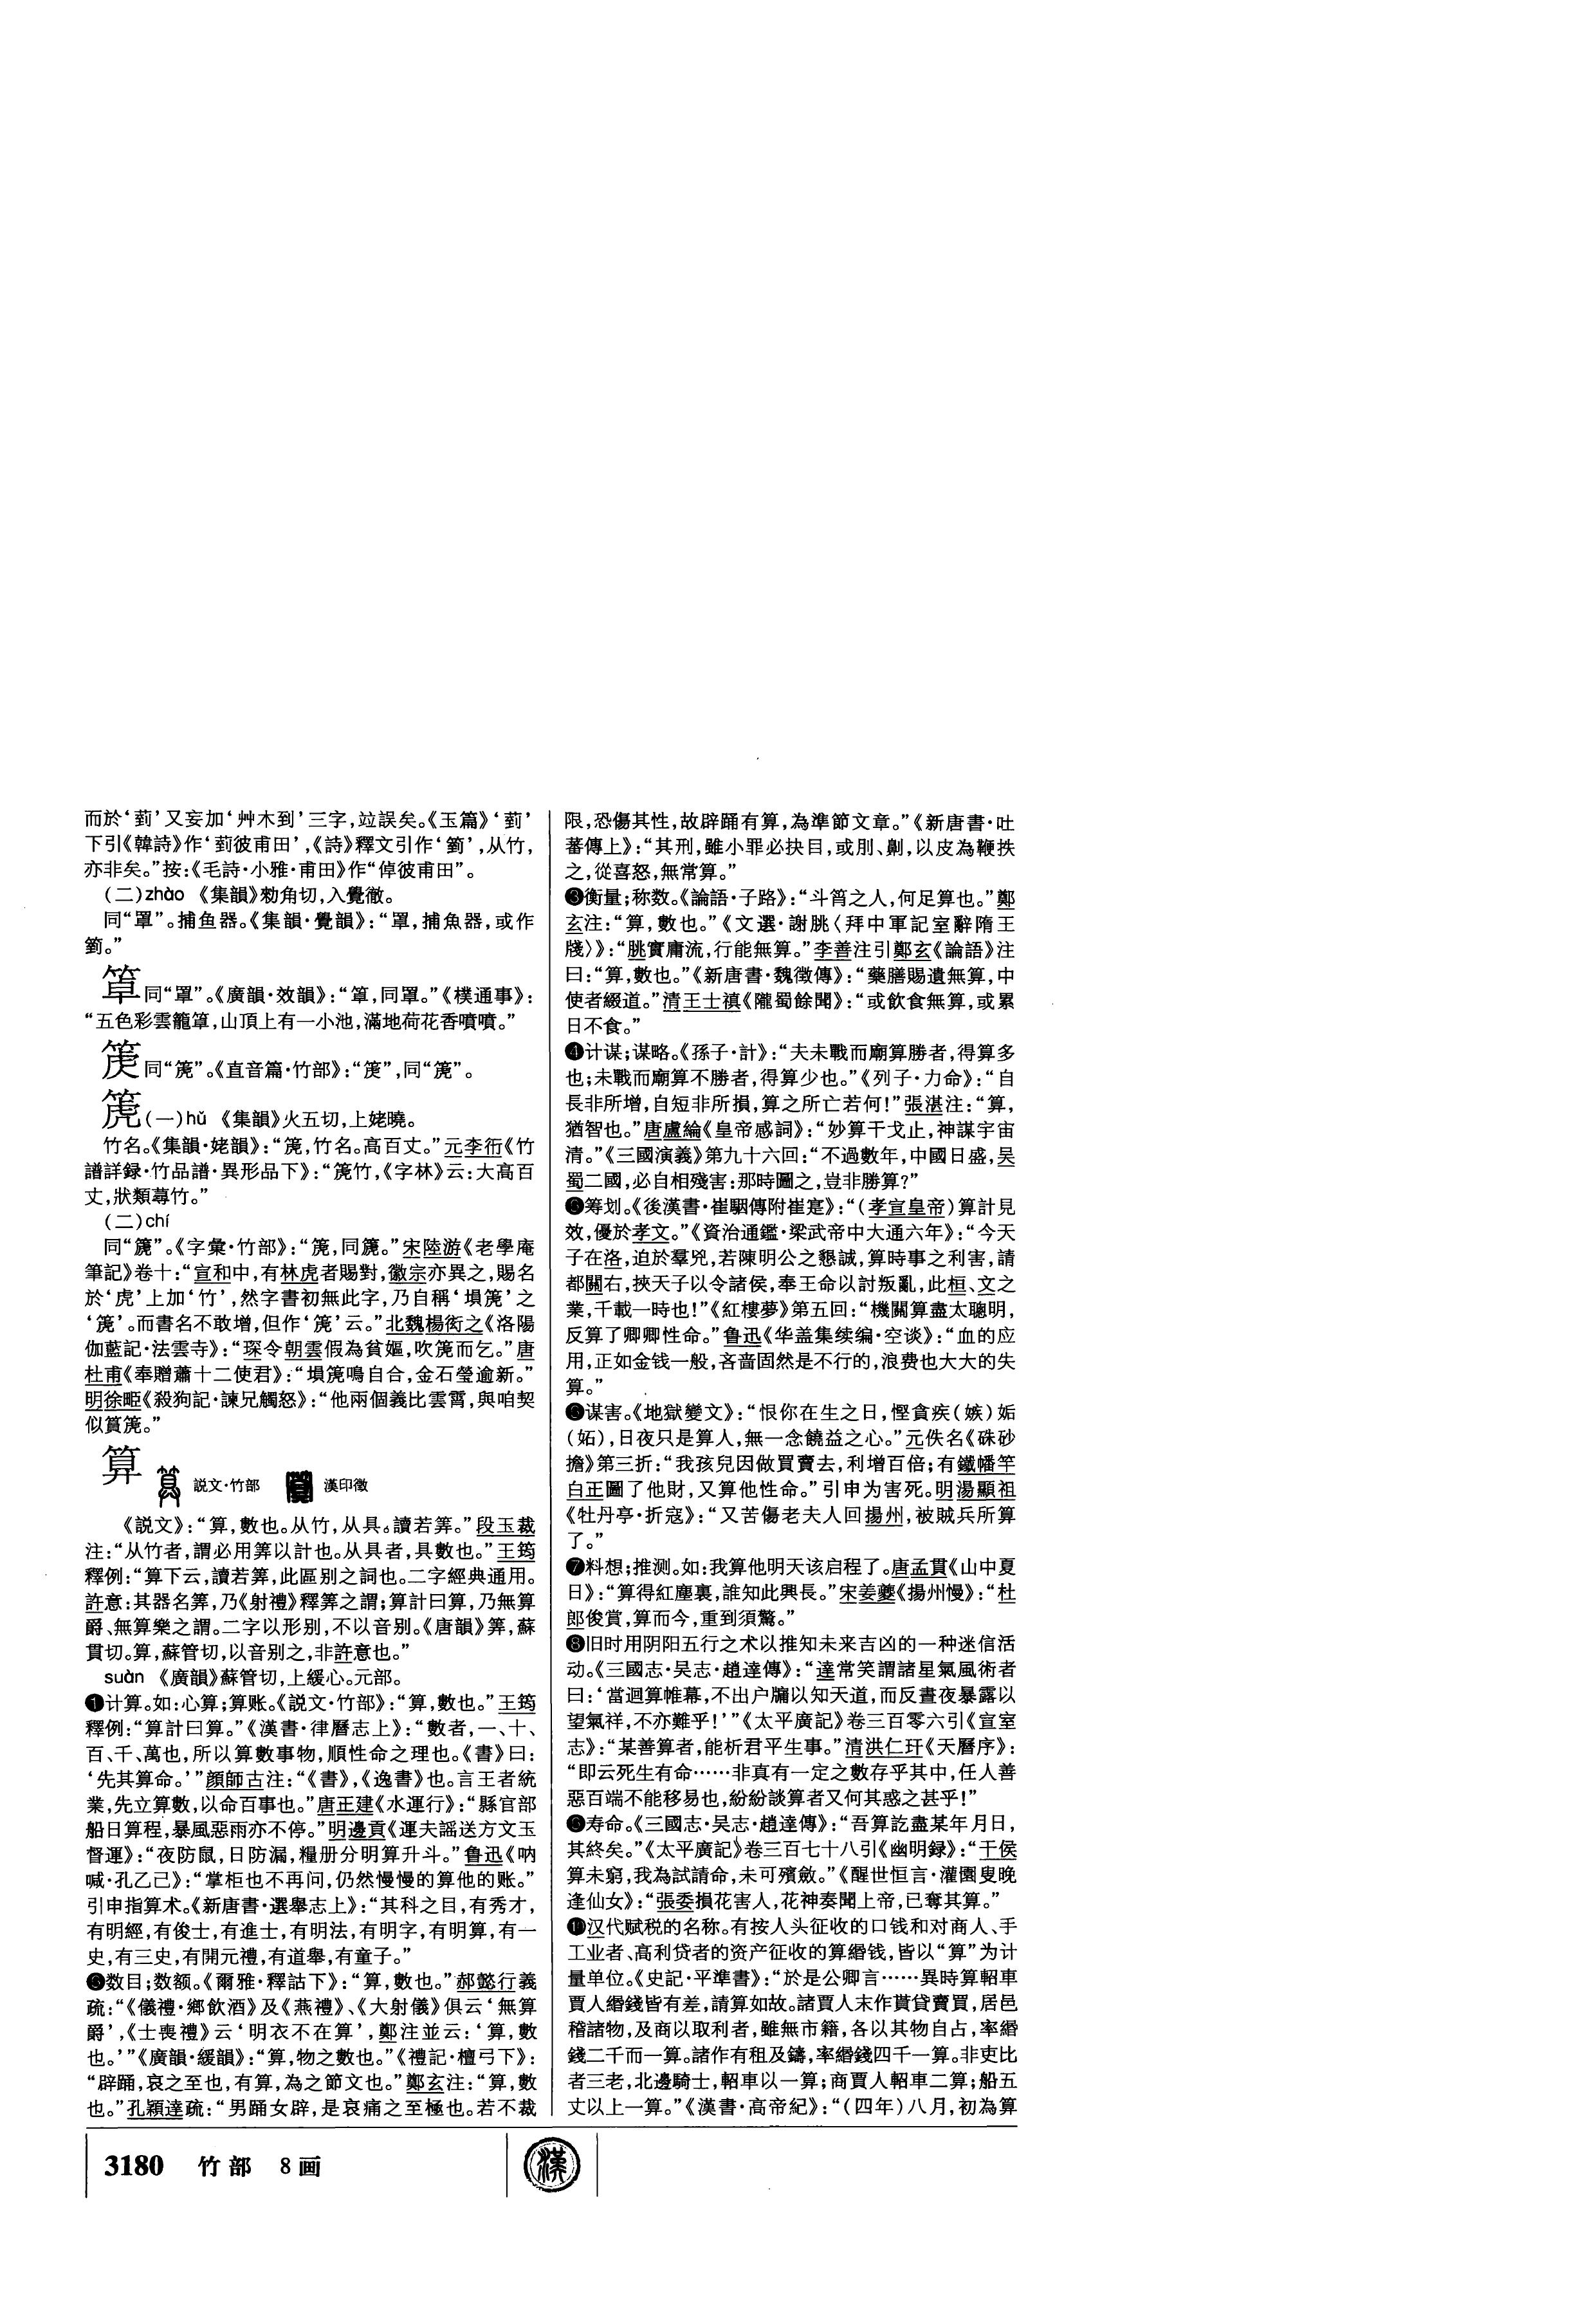 而於‘菿’又妄加‘艸木到’三字,竝誤矣。《玉篇》‘菿’
下引《韓詩》作‘菿彼甫田’,《詩》釋文引作‘箌’,从竹,
亦非矣。”按:《毛詩·小雅·甫田》作“倬彼甫田”。
(二)zhào 《集韻》勑角切,入覺徹。
同“罩”。捕鱼器。《集韻·覺韻》:“罩,捕魚器,或作
箌。”
䈇同“罩”。《廣韻·效韻》:“䈇,同罩。”《樸通事》:
“五色彩雲籠䈇,山頂上有一小池,滿地荷花香噴噴。”
同“箎”。《直音篇·竹部》:“”,同“箎”。
箎(一)hǔ 《集韻》火五切,上姥曉。
竹名。《集韻·姥韻》:“箎,竹名。高百丈。”元李衎《竹
譜詳録·竹品譜·異形品下》:“箎竹,《字林》云:大高百
丈,狀類䔵竹。”
(二)chí
同“篪”。《字彙·竹部》:“箎,同篪。”宋陸游《老學庵
筆記》卷十:“宣和中,有林虎者賜對,徽宗亦異之,賜名
於‘虎’上加‘竹’,然字書初無此字,乃自稱‘塤箎’之
‘箎’。而書名不敢增,但作‘箎’云。”北魏楊衒之《洛陽
伽藍記·法雲寺》:“琛令朝雲假為貧嫗,吹箎而乞。”唐
杜甫《奉贈蕭十二使君》:“塤箎鳴自合,金石瑩逾新。”
明徐㖼《殺狗記·諫兄觸怒》:“他兩個義比雲霄,與咱契
似篔箎。”
算 説文·竹部 漢印徵
《説文》:“算,數也。从竹,从具。讀若筭。”段玉裁
注:“从竹者,謂必用筭以計也。从具者,具數也。”王筠
釋例:“算下云,讀若筭,此區别之詞也。二字經典通用。
許意:其器名筭,乃《射禮》釋筭之謂;算計曰算,乃無算
爵、無算樂之謂。二字以形别,不以音别。《唐韻》筭,蘇
貫切。算,蘇管切,以音别之,非許意也。”
suàn 《廣韻》蘇管切,上緩心。元部。
❶计算。如:心算;算账。《説文·竹部》:“算,數也。”王筠
釋例:“算計曰算。”《漢書·律曆志上》:“數者,一、十、
百、千、萬也,所以算數事物,順性命之理也。《書》曰:
‘先其算命。’”顔師古注:“《書》,《逸書》也。言王者統
業,先立算數,以命百事也。”唐王建《水運行》:“縣官部
船日算程,暴風惡雨亦不停。”明邊貢《運夫謡送方文玉
督運》:“夜防鼠,日防漏,糧册分明算升斗。”鲁迅《呐
喊·孔乙己》:“掌柜也不再问,仍然慢慢的算他的账。”
引申指算术。《新唐書·選舉志上》:“其科之目,有秀才,
有明經,有俊士,有進士,有明法,有明字,有明算,有一
史,有三史,有開元禮,有道舉,有童子。”
❷数目;数额。《爾雅·釋詁下》:“算,數也。”郝懿行義
疏:“《儀禮·鄉飲酒》及《燕禮》、《大射儀》俱云‘無算
爵’,《士喪禮》云‘明衣不在算’,鄭注並云:‘算,數
也。’”《廣韻·緩韻》:“算,物之數也。”《禮記·檀弓下》:
“辟踊,哀之至也,有算,為之節文也。”鄭玄注:“算,數
也。”孔穎達疏:“男踊女辟,是哀痛之至極也。若不裁
限,恐傷其性,故辟踊有算,為準節文章。”《新唐書·吐
蕃傳上》:“其刑,雖小罪必抉目,或刖、劓,以皮為鞭抶
之,從喜怒,無常算。”
❸衡量;称数。《論語·子路》:“斗筲之人,何足算也。”鄭
玄注:“算,數也。”《文選·謝朓〈拜中軍記室辭隋王
牋〉》:“朓實庸流,行能無算。”李善注引鄭玄《論語》注
曰:“算,數也。”《新唐書·魏徵傳》:“藥膳賜遺無算,中
使者綴道。”清王士禛《隴蜀餘聞》:“或飲食無算,或累
日不食。”
❹计谋;谋略。《孫子·計》:“夫未戰而廟算勝者,得算多
也;未戰而廟算不勝者,得算少也。”《列子·力命》:“自
長非所增,自短非所損,算之所亡若何!”張湛注:“算,
猶智也。”唐盧綸《皇帝感詞》:“妙算干戈止,神謀宇宙
清。”《三國演義》第九十六回:“不過數年,中國日盛,吴
蜀二國,必自相殘害:那時圖之,豈非勝算?”
❺筹划。《後漢書·崔駰傳附崔寔》:“(孝宣皇帝)算計見
效,優於孝文。”《資治通鑑·梁武帝中大通六年》:“今天
子在洛,迫於羣兇,若陳明公之懇誠,算時事之利害,請
都關右,挾天子以令諸侯,奉王命以討叛亂,此桓、文之
業,千載一時也!”《紅樓夢》第五回:“機關算盡太聰明,
反算了卿卿性命。”鲁迅《华盖集续编·空谈》:“血的应
用,正如金钱一般,吝啬固然是不行的,浪费也大大的失
算。”
❻谋害。《地獄變文》:“恨你在生之日,慳貪疾(嫉)姤
(妬),日夜只是算人,無一念饒益之心。”元佚名《硃砂
擔》第三折:“我孩兒因做買賣去,利增百倍;有鐵幡竿
白正圖了他財,又算他性命。”引申为害死。明湯顯祖
《牡丹亭·折寇》:“又苦傷老夫人回揚州,被賊兵所算
了。”
❼料想;推测。如:我算他明天该启程了。唐孟貫《山中夏
日》:“算得紅塵裏,誰知此興長。”宋姜夔《揚州慢》:“杜
郎俊賞,算而今,重到須驚。”
❽旧时用阴阳五行之术以推知未来吉凶的一种迷信活
动。《三國志·吴志·趙達傳》:“達常笑謂諸星氣風術者
曰:‘當迴算帷幕,不出户牖以知天道,而反晝夜暴露以
望氣祥,不亦難乎!’”《太平廣記》卷三百零六引《宣室
志》:“某善算者,能析君平生事。”清洪仁玕《天曆序》:
“即云死生有命……非真有一定之數存乎其中,任人善
惡百端不能移易也,紛紛談算者又何其惑之甚乎!”
❾寿命。《三國志·吴志·趙達傳》:“吾算訖盡某年月日,
其終矣。”《太平廣記》卷三百七十八引《幽明録》:“于侯
算未窮,我為試請命,未可殯斂。”《醒世恒言·灌園叟晚
逢仙女》:“張委損花害人,花神奏聞上帝,已奪其算。”
❿汉代赋税的名称。有按人头征收的口钱和对商人、手
工业者、高利贷者的资产征收的算缗钱,皆以“算”为计
量单位。《史記·平準書》:“於是公卿言……異時算軺車
賈人緡錢皆有差,請算如故。諸賈人末作貰貸賣買,居邑
稽諸物,及商以取利者,雖無市籍,各以其物自占,率緡
錢二千而一算。諸作有租及鑄,率緡錢四千一算。非吏比
者三老,北邊騎士,軺車以一算;商賈人軺車二算;船五
丈以上一算。”《漢書·高帝紀》:“(四年)八月,初為算
3180 竹部 8画
漢